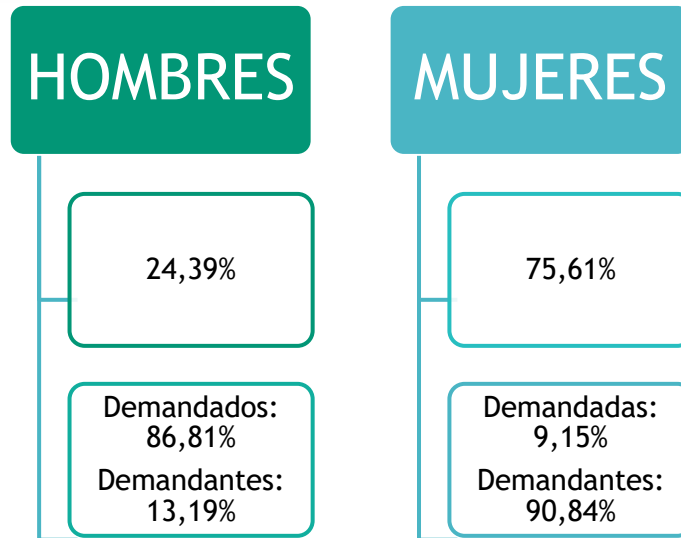 HOMBRES
24,39%
Demandados:
86,81%
Demandantes:
13,19%
MUJERES
75,61%
Demandadas:
9,15%
Demandantes:
90,84%